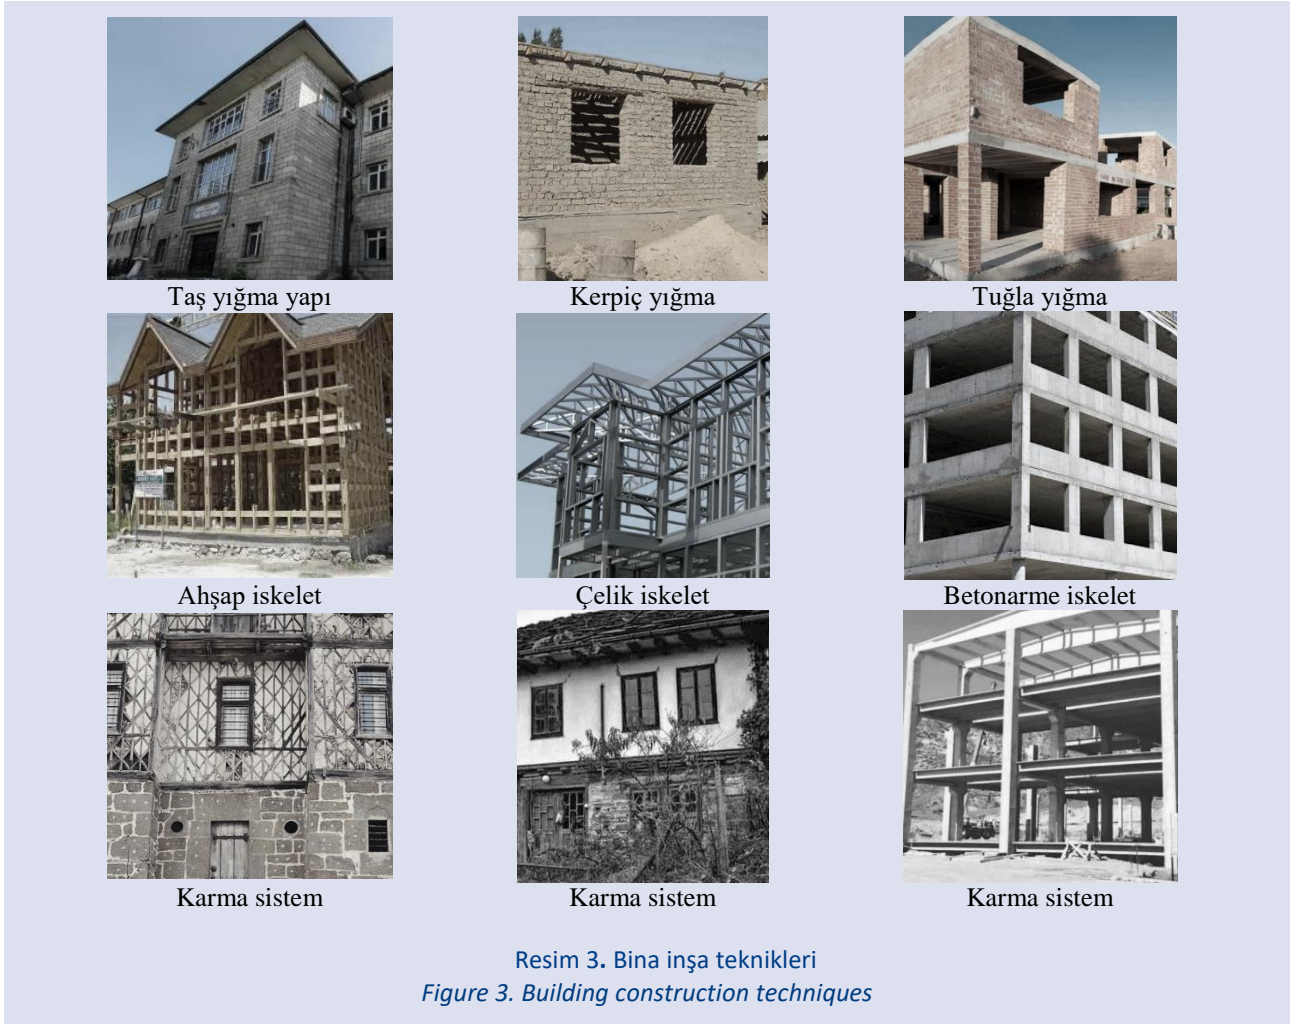 Taş yığma yapı
Kerpiç yığma
Tuğla yığma
Ahşap iskelet
Çelik iskelet
Betonarme iskelet
Karma sistem
Karma sistem
Karma sistem
Resim 3. Bina inşa teknikleri
Figure 3. Building construction techniques